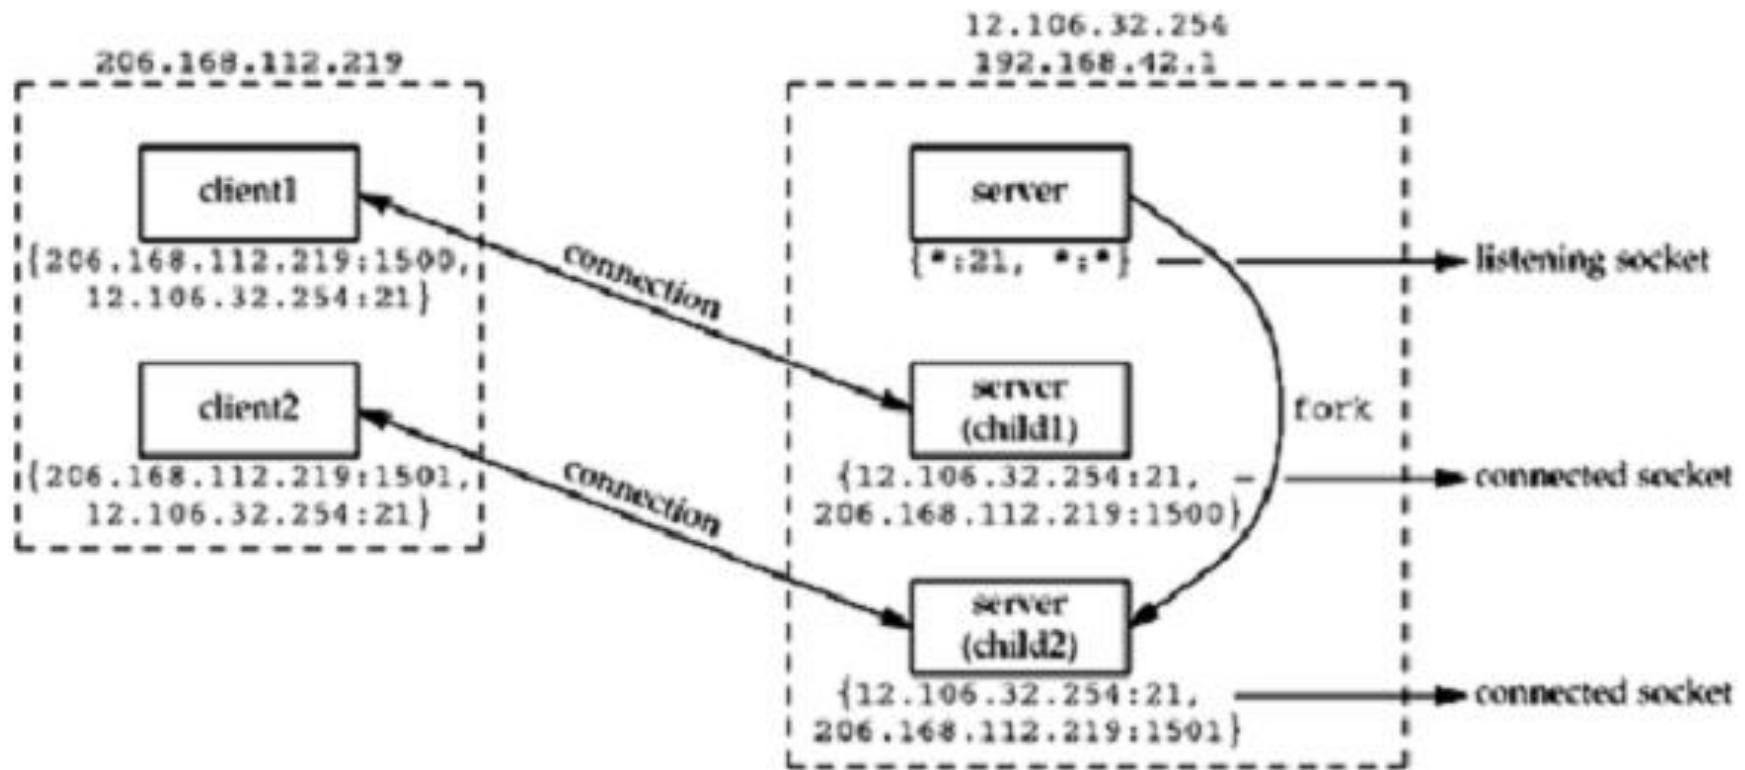 206.168.112.219
12.106.32.254
192.168.42.1
client1
{206.168.112.219:1500,
12.106.32.254:21}
client2
{206.168.112.219:1501,
12.106.32.254:21}
connection
connection
server
{*:21, *:*}
server
(child1)
{12.106.32.254:21,
206.168.112.219:1500}
server
(child2)
{12.106.32.254:21,
206.168.112.219:1501}
fork
listening socket
connected socket
connected socket